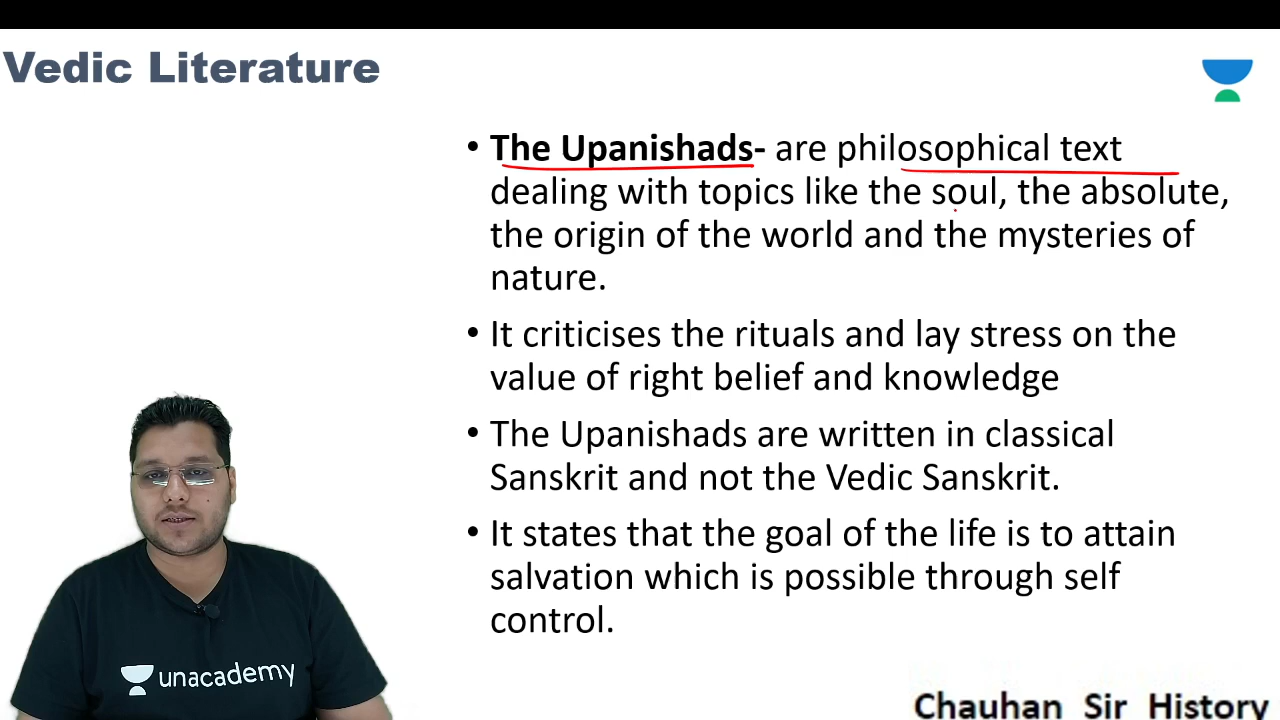 Vedic Literature
• The Upanishads- are philosophical text
dealing with topics like the soul, the absolute,
the origin of the world and the mysteries of
nature.
• It criticises the rituals and lay stress on the
value of right belief and knowledge
• The Upanishads are written in classical
Sanskrit and not the Vedic Sanskrit.
• It states that the goal of the life is to attain
salvation which is possible through self
control.
unacademy
Chauhan Sir History